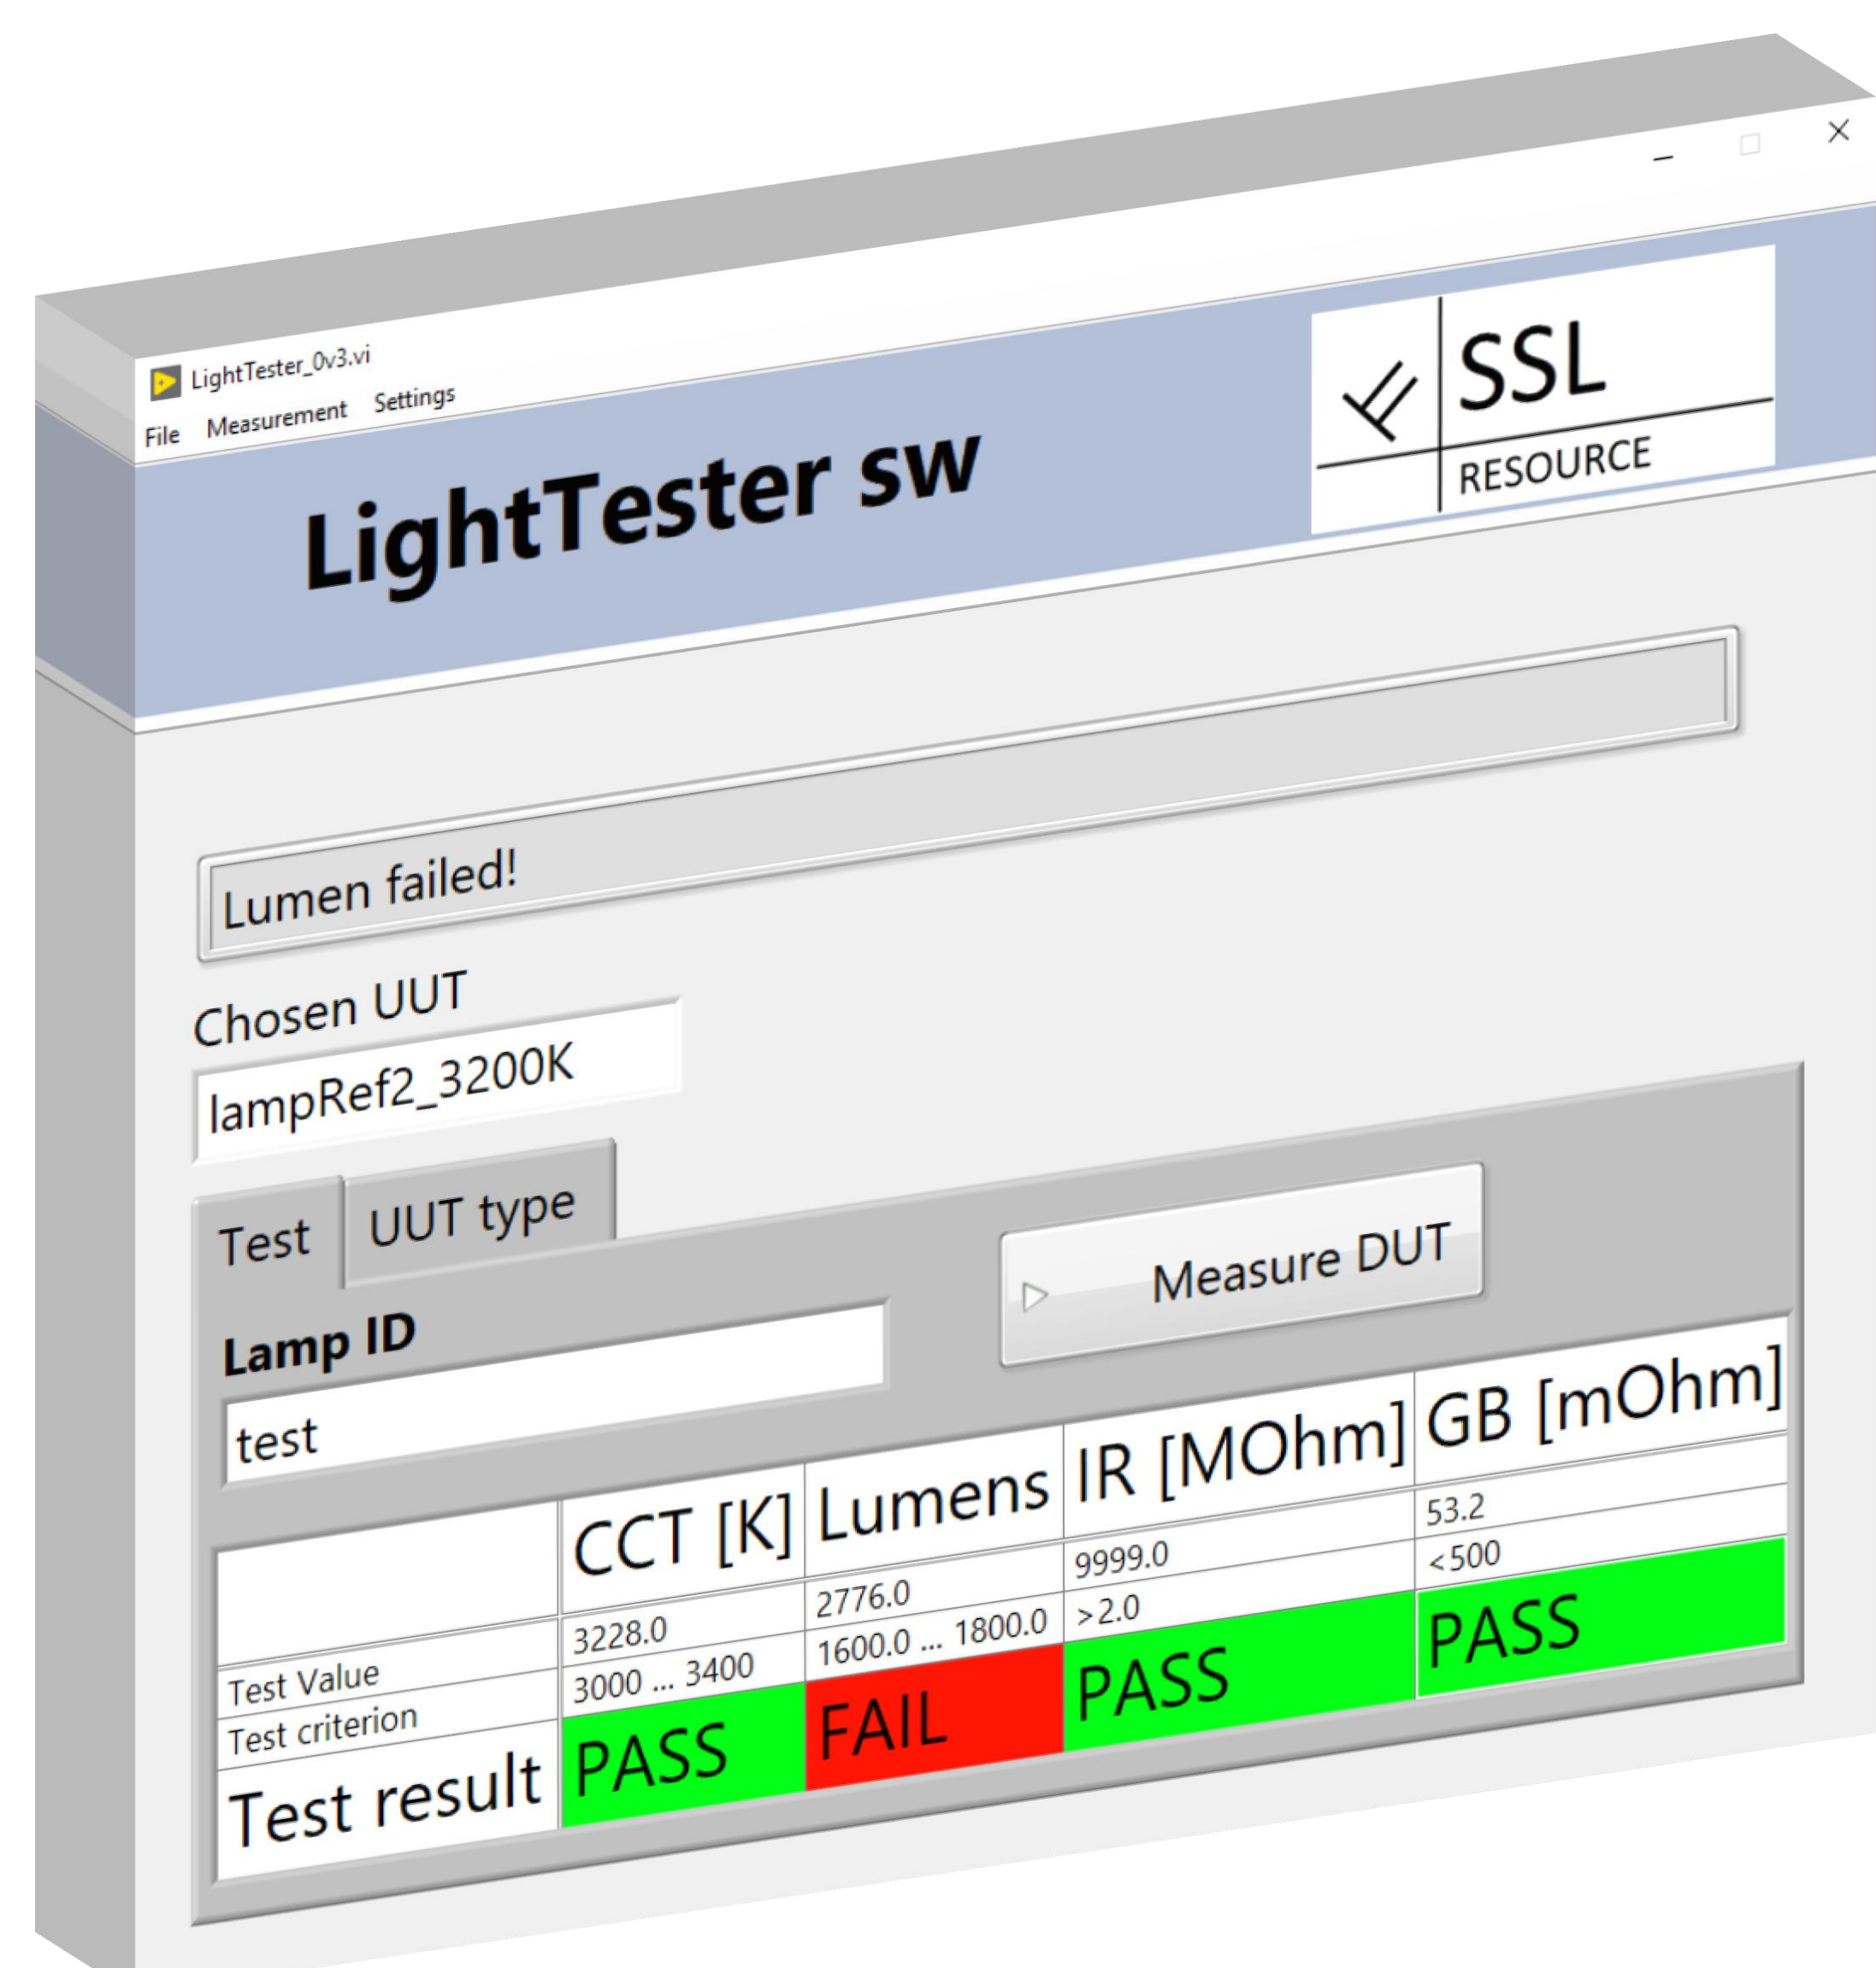 LightTester_0v3.vi
File Measurement Settings
LightTester sw
SSL
RESOURCE
Lumen failed!
Chosen UUT
lampRef2_3200K
Test UUT type
Measure DUT
Lamp ID
test
CCT [K] Lumens IR [MOhm] GB [mOhm]
Test Value 3228.0 2776.0 9999.0 53.2
Test criterion 3000 ... 3400 1600.0 ... 1800.0 >2.0 <500
Test result PASS FAIL PASS PASS